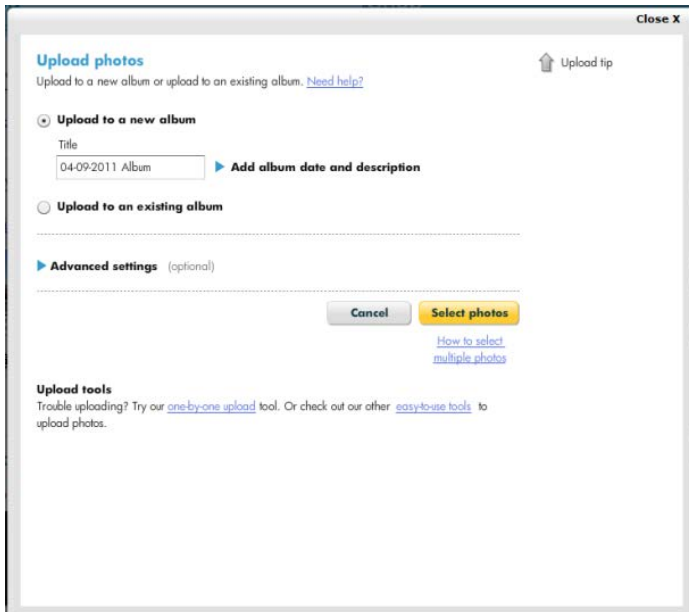 Close X
Upload photos
Upload tip
Upload to a new album or upload to an existing album. Need help?
Upload to a new album
Title
04-09-2011 Album
Add album date and description
Upload to an existing album
Advanced settings (optional)
Cancel
Select photos
How to select
multiple photos
Upload tools
Trouble uploading? Try our one-by-one upload tool. Or check out our other easy-to-use tools to
upload photos.